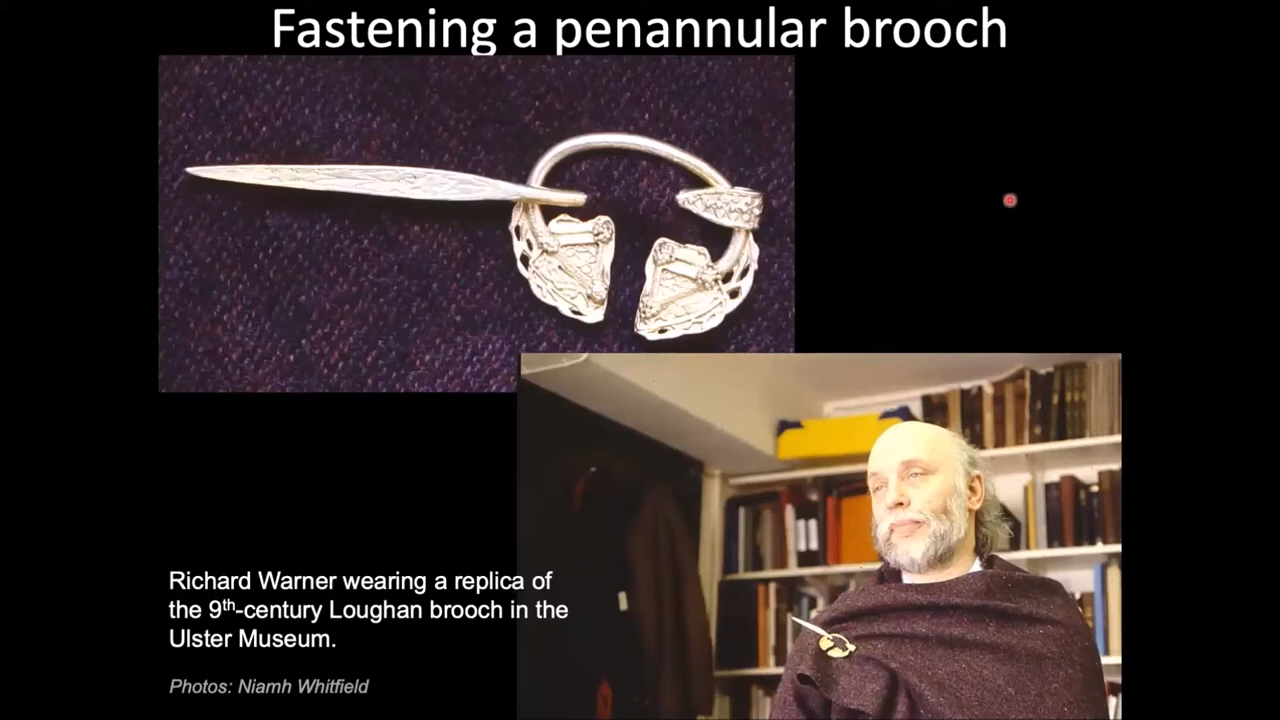 Fastening a penannular brooch
Richard Warner wearing a replica of
the 9th-century Loughan brooch in the
Ulster Museum.
Photos: Niamh Whitfield